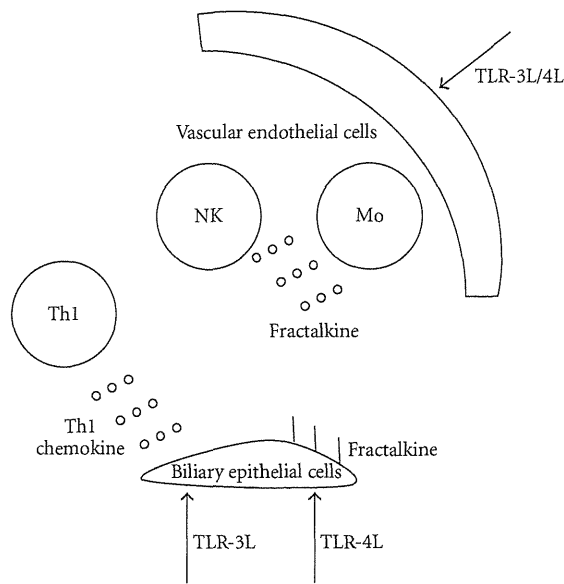 TLR-3L/4L
Vascular endothelial cells
NK
Mo
Th1
Fractalkine
Th1
chemokine
Fractalkine
Biliary epithelial cells
TLR-3L
TLR-4L